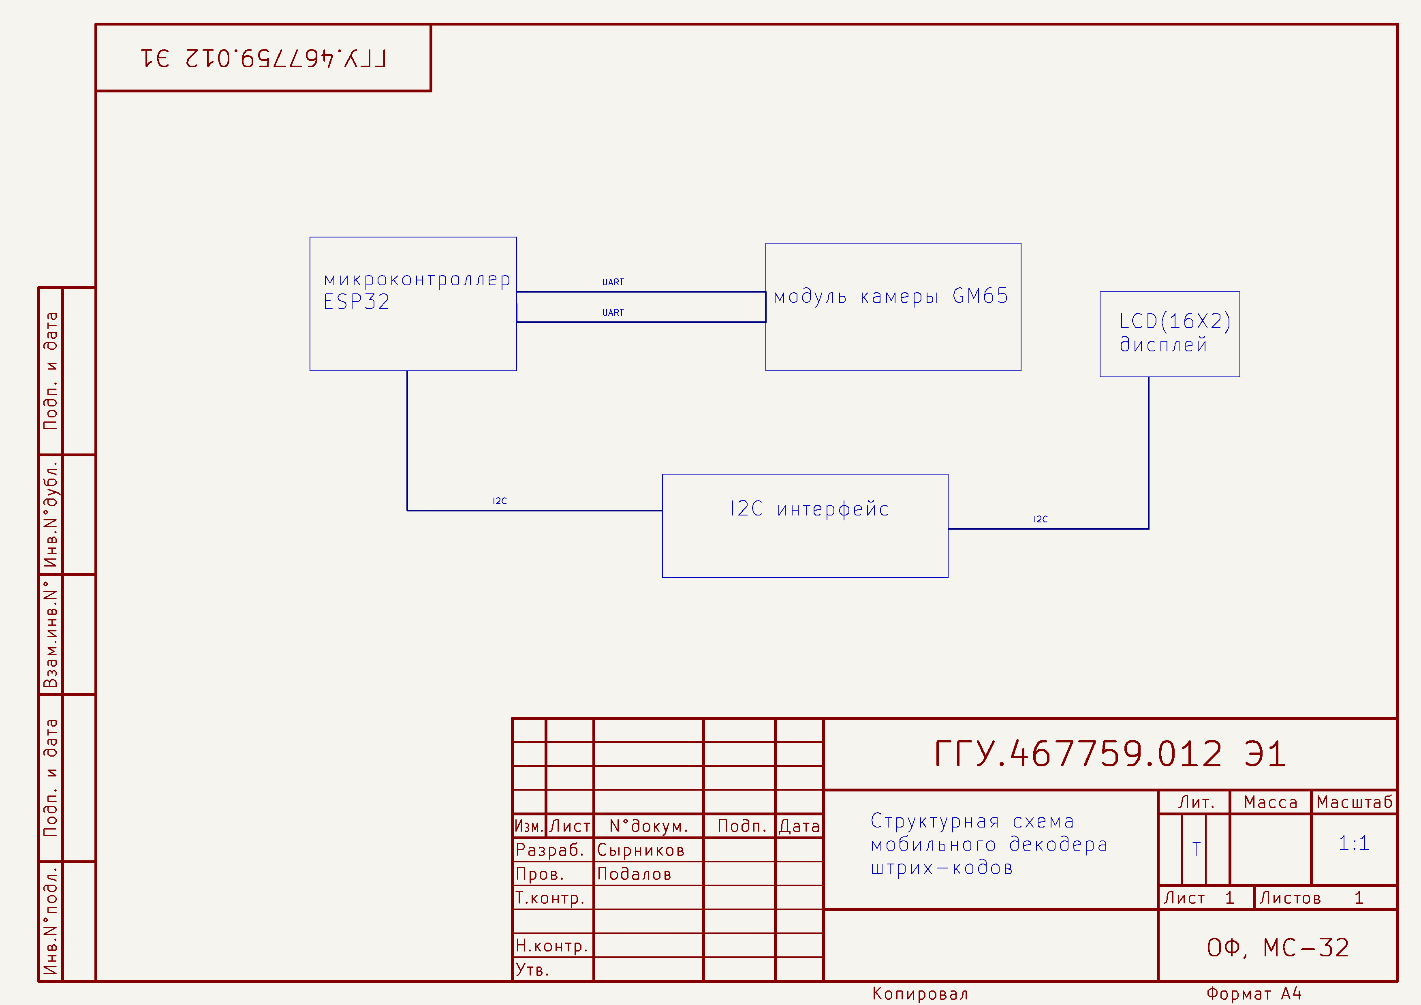 ГГУ.467759.012 Э1
микроконтроллер
ESP32
UART
UART
модуль камеры GM65
LCD(16X2)
дисплей
I2C
I2C интерфейс
I2C
Подп. и дата
Инв.N°дубл.
Взам.инв.N°
Подп. и дата
Инв.N°подл.
ГГУ.467759.012 Э1
Изм. Лист N°докум. Подп. Дата
Разраб. Сырников
Пров. Подалов
Т.контр.
Н.контр.
Утв.
Структурная схема
мобильного декодера
штрих-кодов
Лит. Масса Масштаб
Т 1:1
Лист 1 Листов 1
ОФ, МС-32
Копировал Формат А4